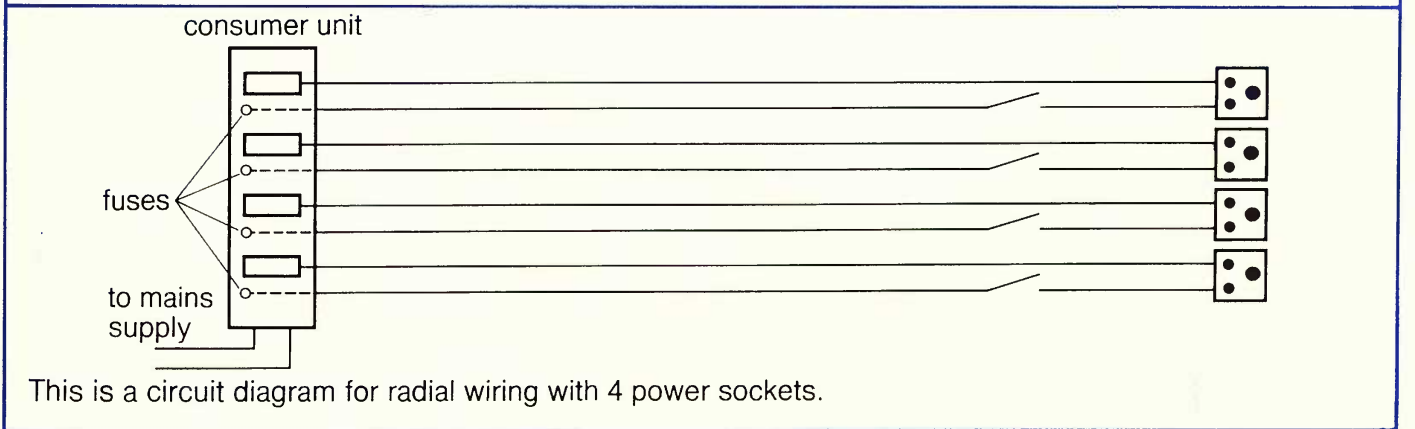 consumer unit
fuses
to mains
supply
This is a circuit diagram for radial wiring with 4 power sockets.